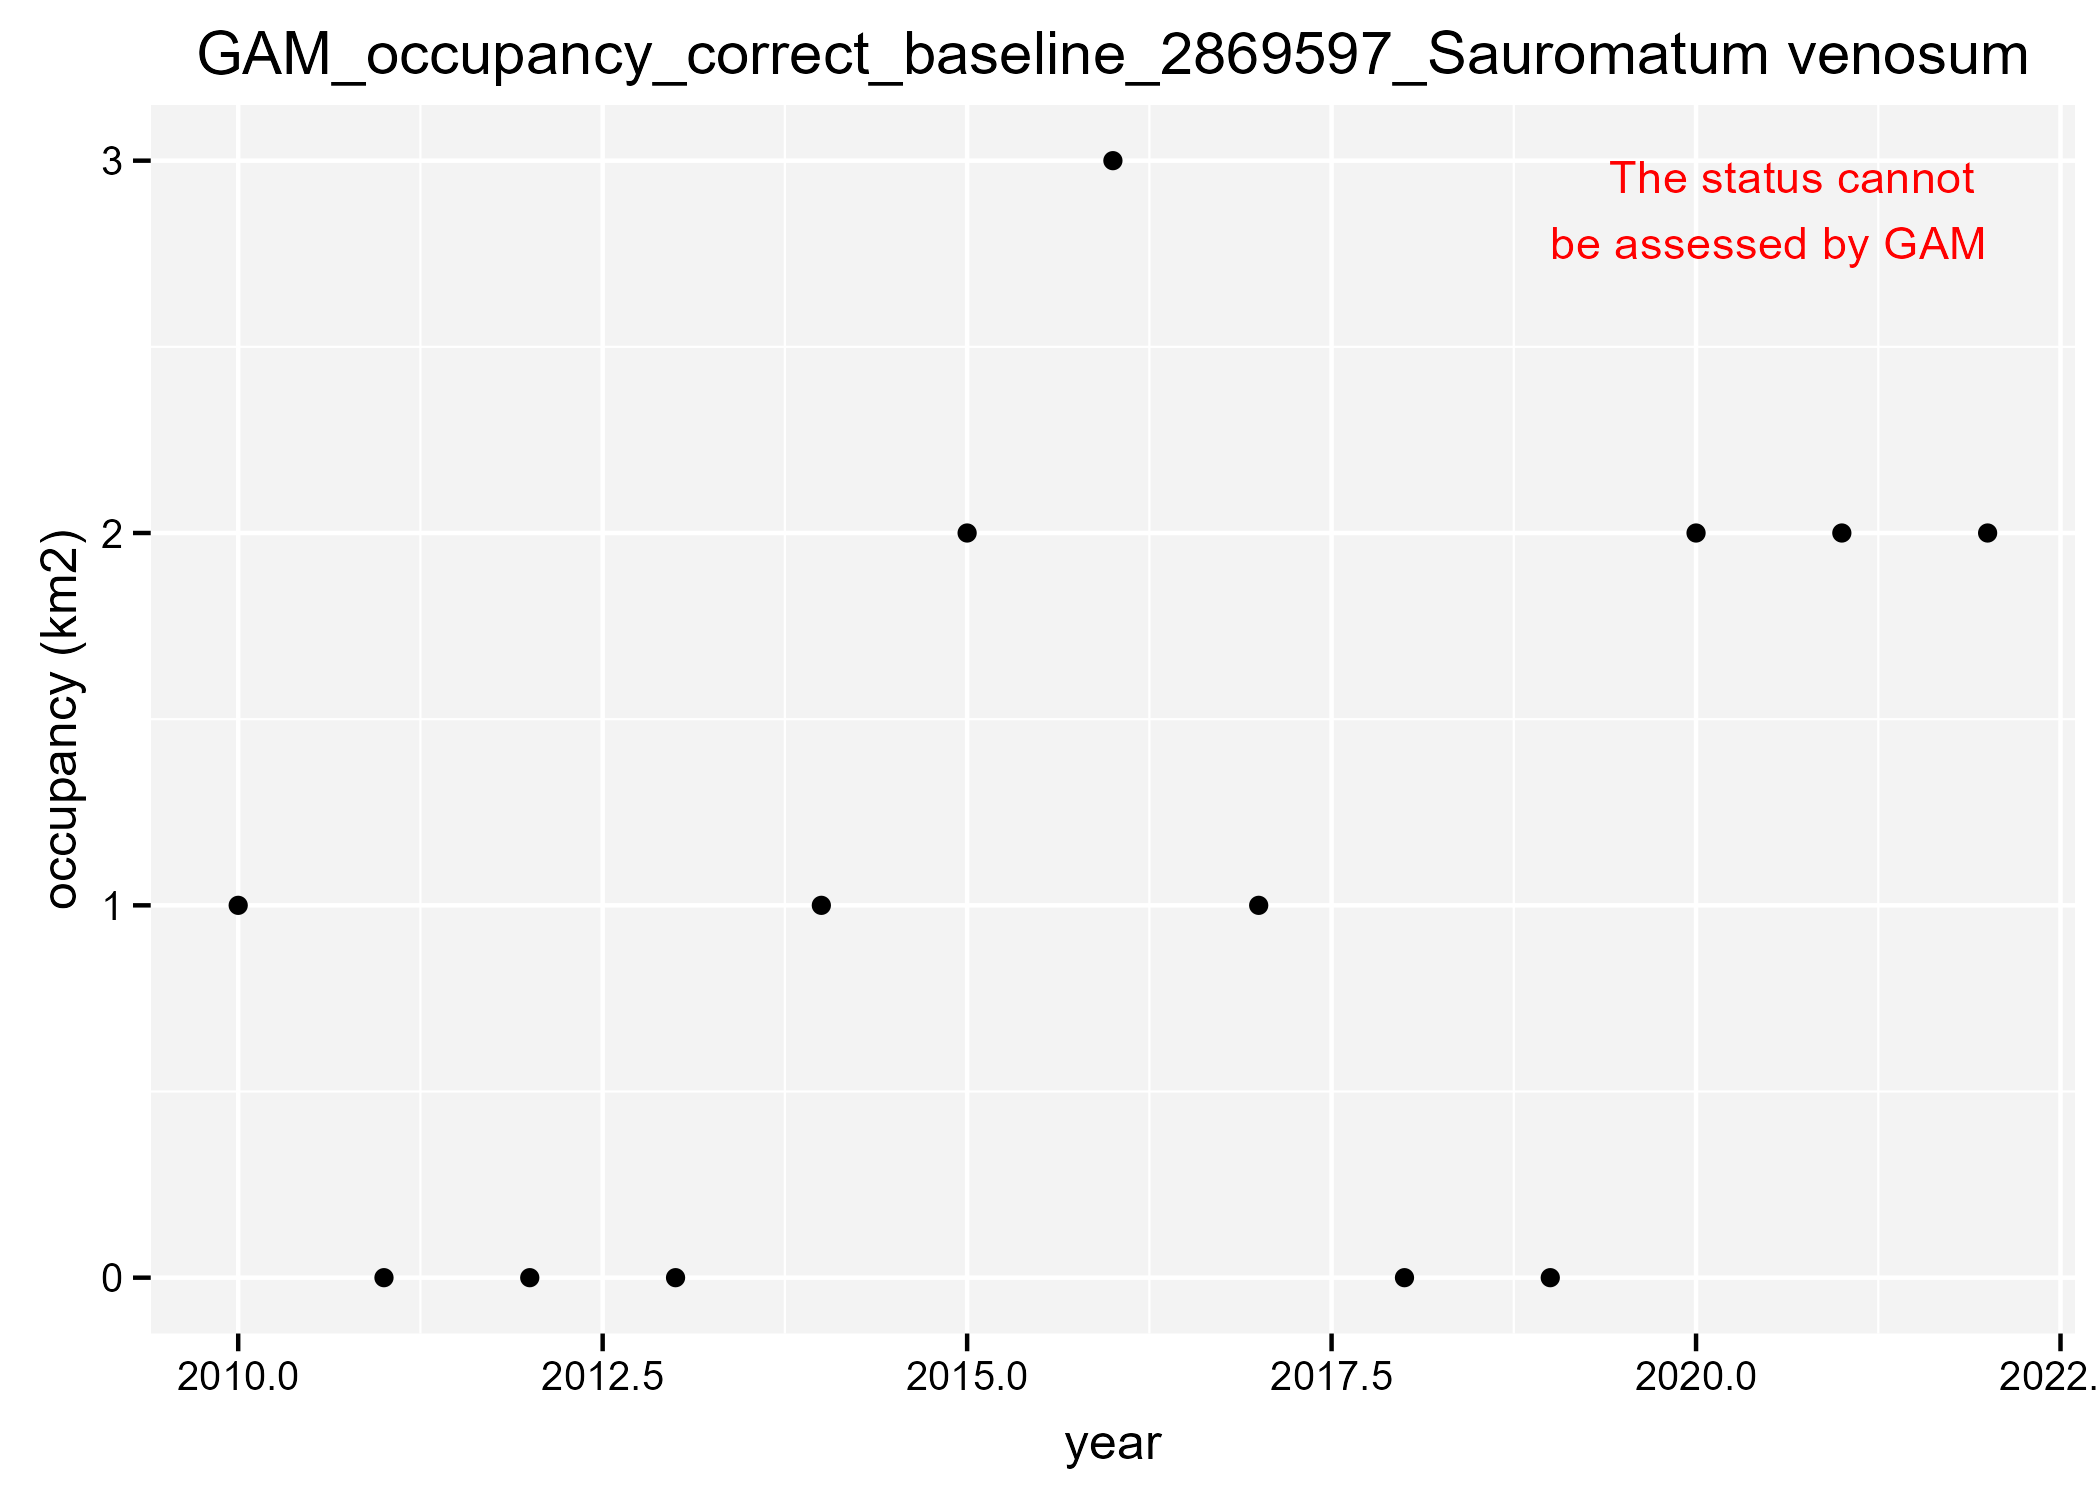 GAM_occupancy_correct_baseline_2869597_Sauromatum venosum
The status cannot
be assessed by GAM
3
2
1
0
occupancy (km2)
2010.0 2012.5 2015.0 2017.5 2020.0 2022.
year